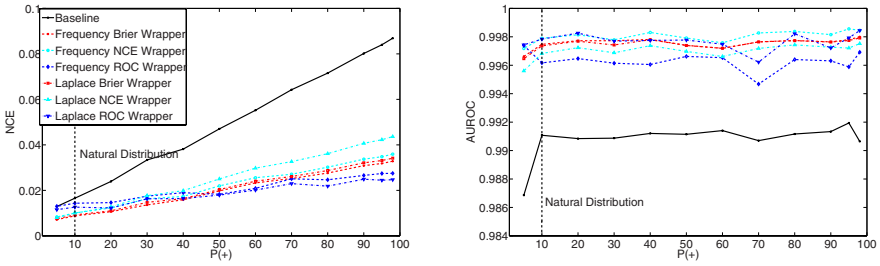 0.1
0.08
0.06
0.04
0.02
0
NCE
Baseline
Frequency Brier Wrapper
Frequency NCE Wrapper
Frequency ROC Wrapper
Laplace Brier Wrapper
Laplace NCE Wrapper
Laplace ROC Wrapper
Natural Distribution
10 20 30 40 50 60 70 80 90 100
P(+)
1
0.998
0.996
0.994
0.992
0.99
0.988
0.986
0.984
AUROC
Natural Distribution
0 10 20 30 40 50 60 70 80 90 100
P(+)